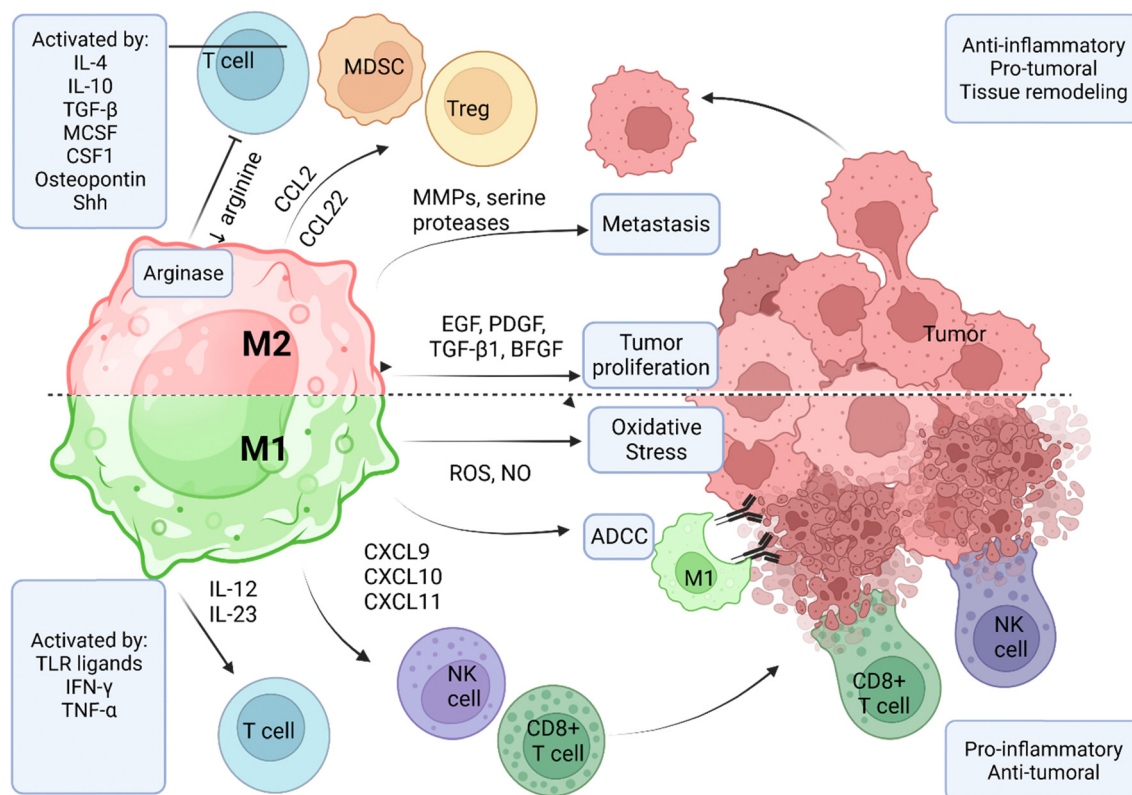 Activated by:
IL-4
IL-10
TGF-β
MCSF
CSF1
Osteopontin
Shh
T cell
MDSC
Treg
Anti-inflammatory
Pro-tumoral
Tissue remodeling
↓ arginine
CCL2
CCL22
MMPs, serine
proteases
Metastasis
Arginase
M2
EGF, PDGF,
TGF-β1, BFGF
Tumor
proliferation
Tumor
M1
Oxidative
Stress
ROS, NO
ADCC
M1
CXCL9
CXCL10
CXCL11
IL-12
IL-23
Activated by:
TLR ligands
IFN-γ
TNF-α
T cell
NK
cell
CD8+
T cell
CD8+
T cell
NK
cell
Pro-inflammatory
Anti-tumoral